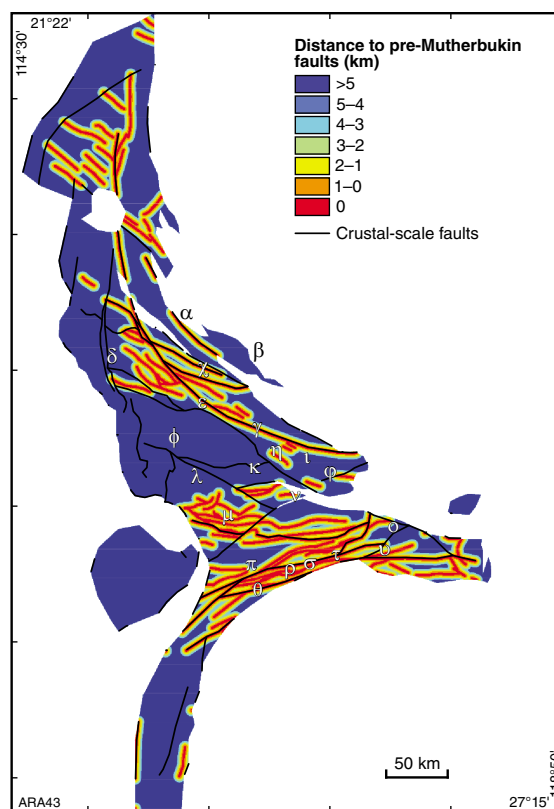 21°22'
114°30'
Distance to pre-Mutherbukin
faults (km)
>5
5–4
4–3
3–2
2–1
1–0
0
Crustal-scale faults
α
β
δ
χ
ε
γ
ϕ
η
ι
κ
φ
λ
ν
μ
ο
π
ρ
σ
τ
υ
θ
50 km
ARA43
27°15'